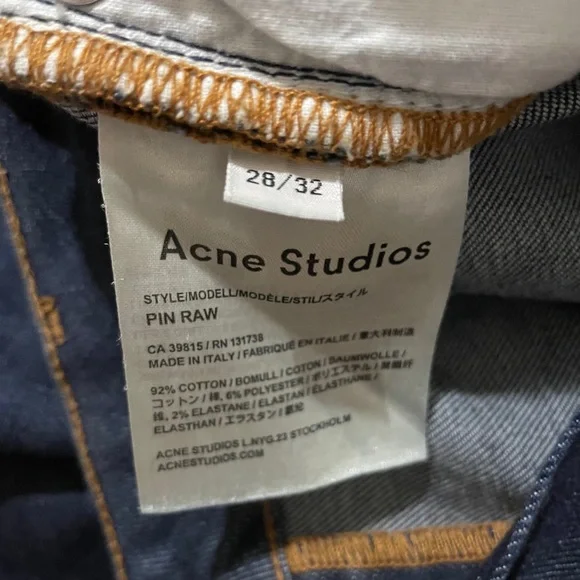 28/32
Acne Studios
STYLE/MODELL/MODÈLE/STIL/スタイル
PIN RAW
CA 39815 / RN 131738
MADE IN ITALY / FABRIQUÉ EN ITALIE / 意大利制造
92% COTTON / BOMULL / COTON / BAUMWOLLE /
コットン / 棉, 6% POLYESTER / ポリエステル / 聚酯纤
维, 2% ELASTANE / ELASTAN / ÉLASTHANE /
ELASTHAN / エラスタン / 氨纶
ACNE STUDIOS L.NYG.23 STOCKHOLM
ACNESTUDIOS.COM